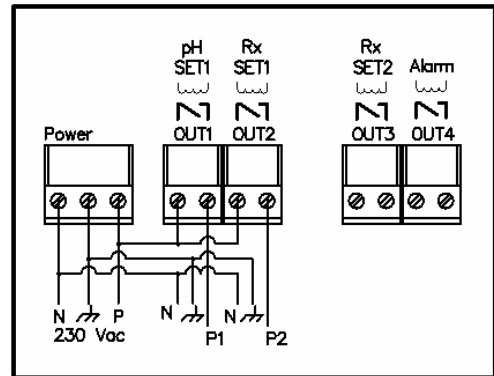 pH Rx Rx
SET1 SET1 SET2 Alarm
Power OUT1 OUT2 OUT3 OUT4
N P N N
230 Vac P1 P2